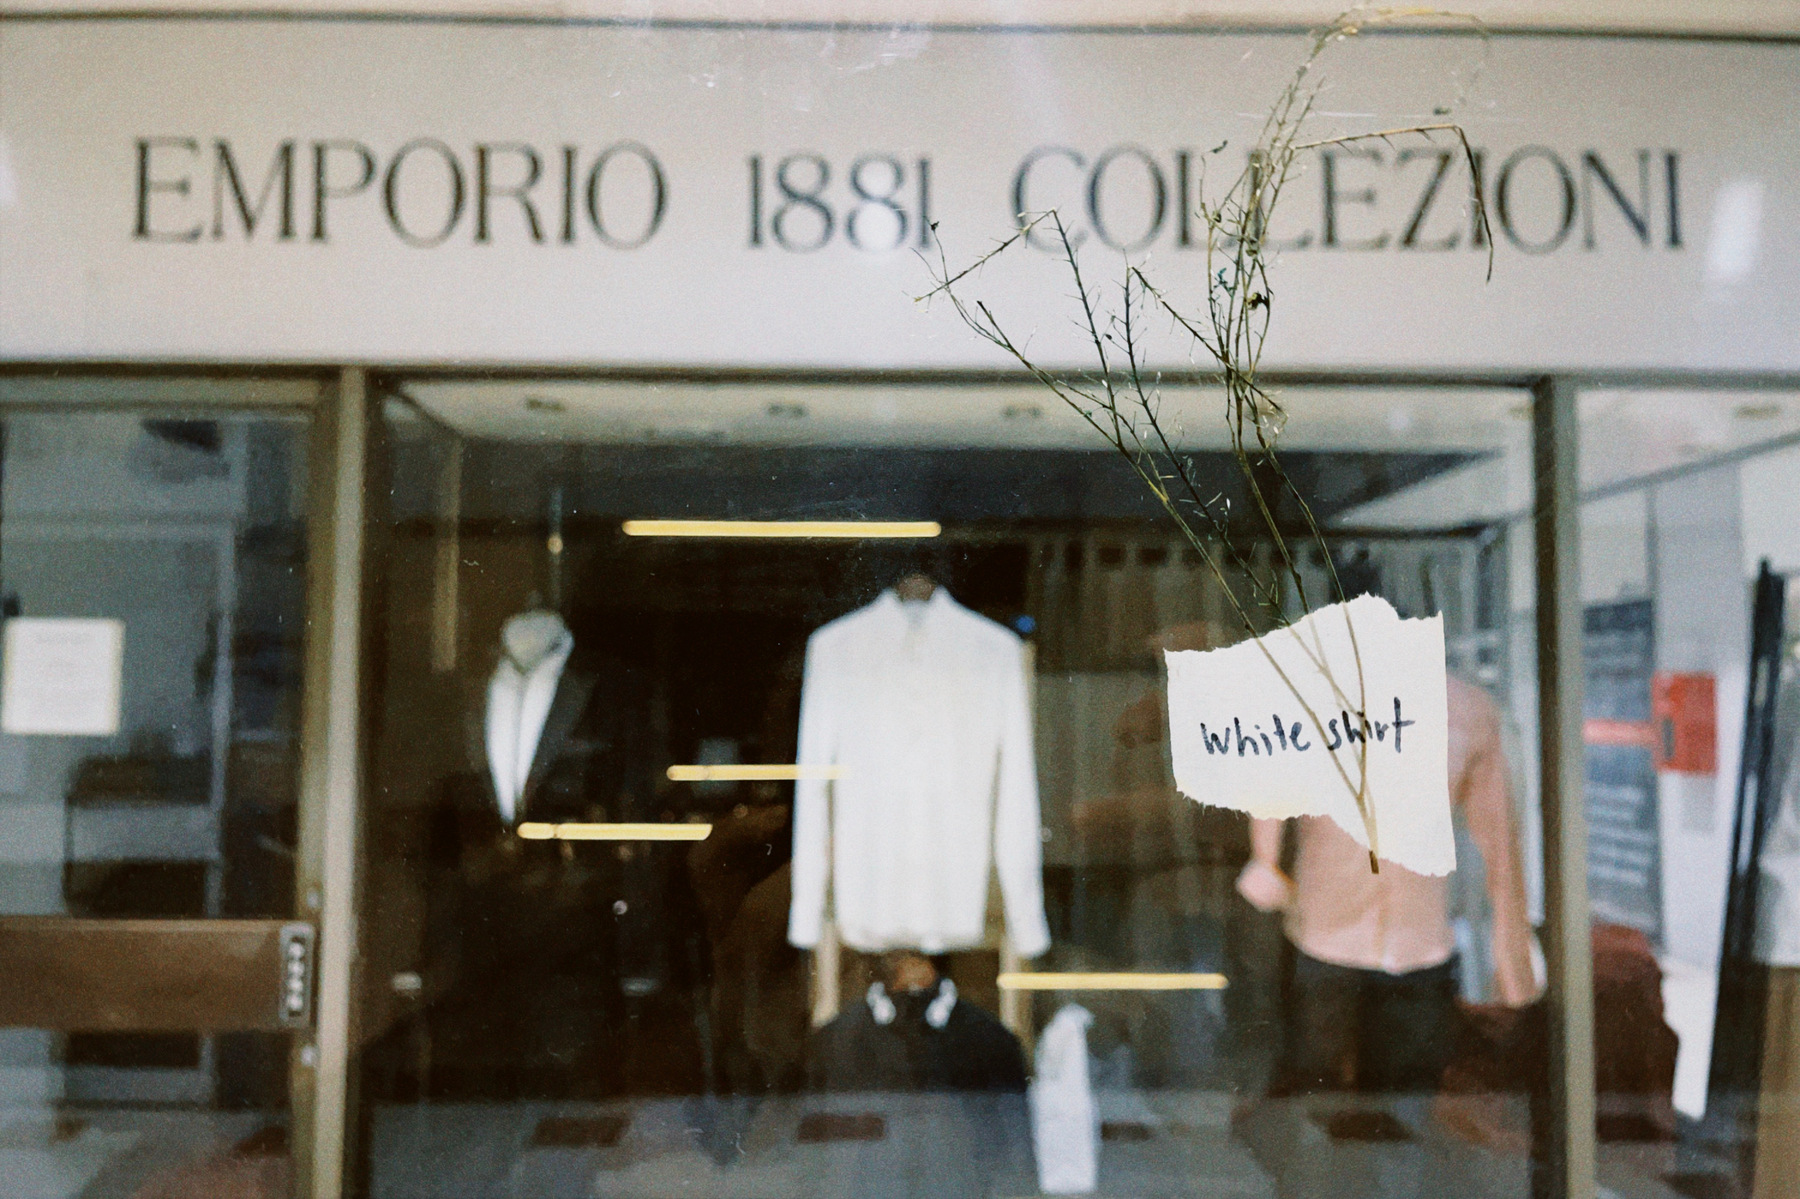 EMPORIO 1881 COLLEZIONI
white shirt